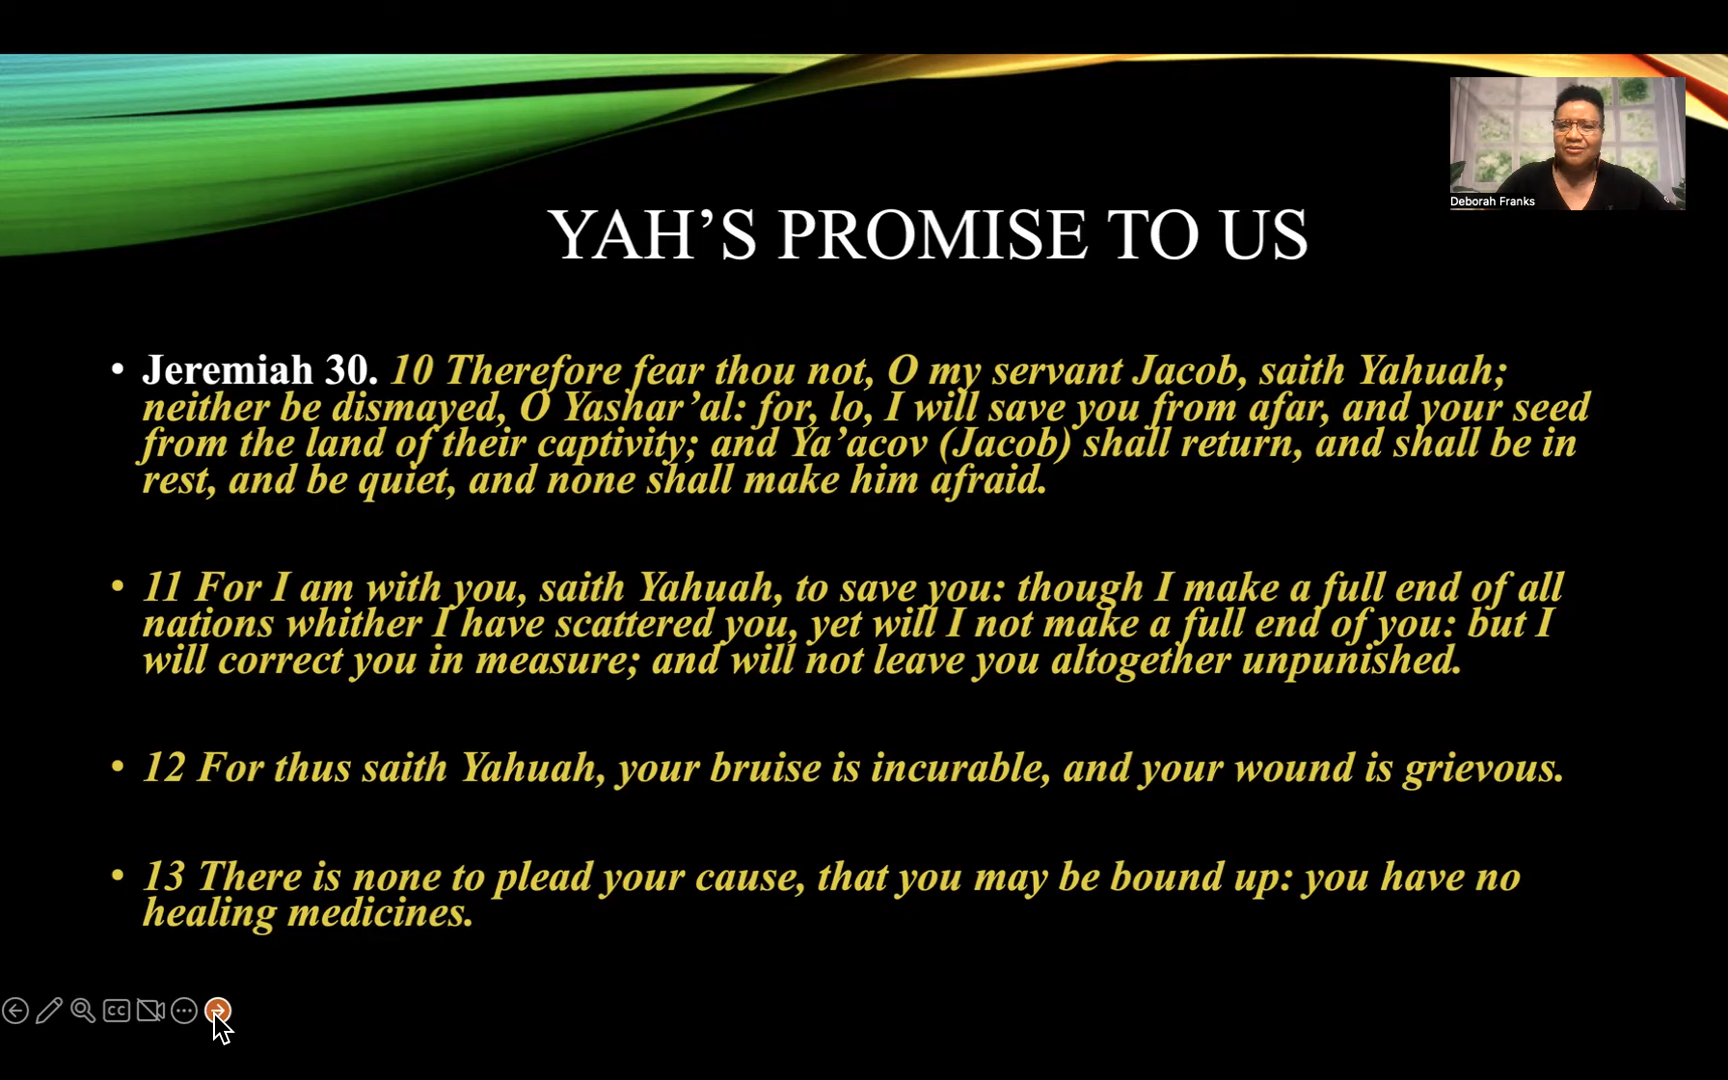 Deborah Franks
YAH’S PROMISE TO US
• Jeremiah 30. 10 Therefore fear thou not, O my servant Jacob, saith Yahuah;
neither be dismayed, O Yashar’al: for, lo, I will save you from afar, and your seed
from the land of their captivity; and Ya’acov (Jacob) shall return, and shall be in
rest, and be quiet, and none shall make him afraid.
• 11 For I am with you, saith Yahuah, to save you: though I make a full end of all
nations whither I have scattered you, yet will I not make a full end of you: but I
will correct you in measure; and will not leave you altogether unpunished.
• 12 For thus saith Yahuah, your bruise is incurable, and your wound is grievous.
• 13 There is none to plead your cause, that you may be bound up: you have no
healing medicines.
CC